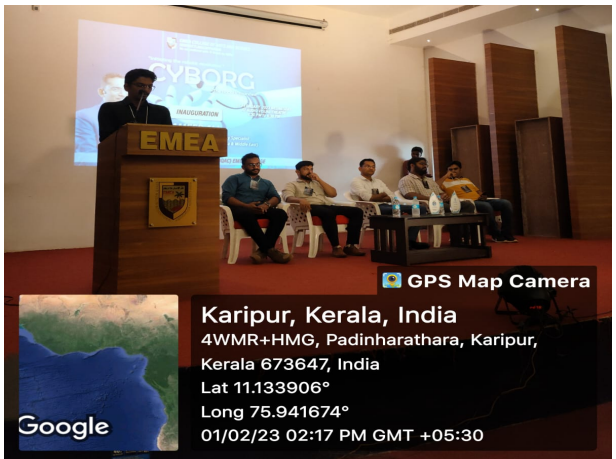 CYBORG
INAUGURATION
EMEA
GPS Map Camera
Karipur, Kerala, India
4WMR+HMG, Padinharathara, Karipur,
Kerala 673647, India
Lat 11.133906°
Long 75.941674°
01/02/23 02:17 PM GMT +05:30
Google